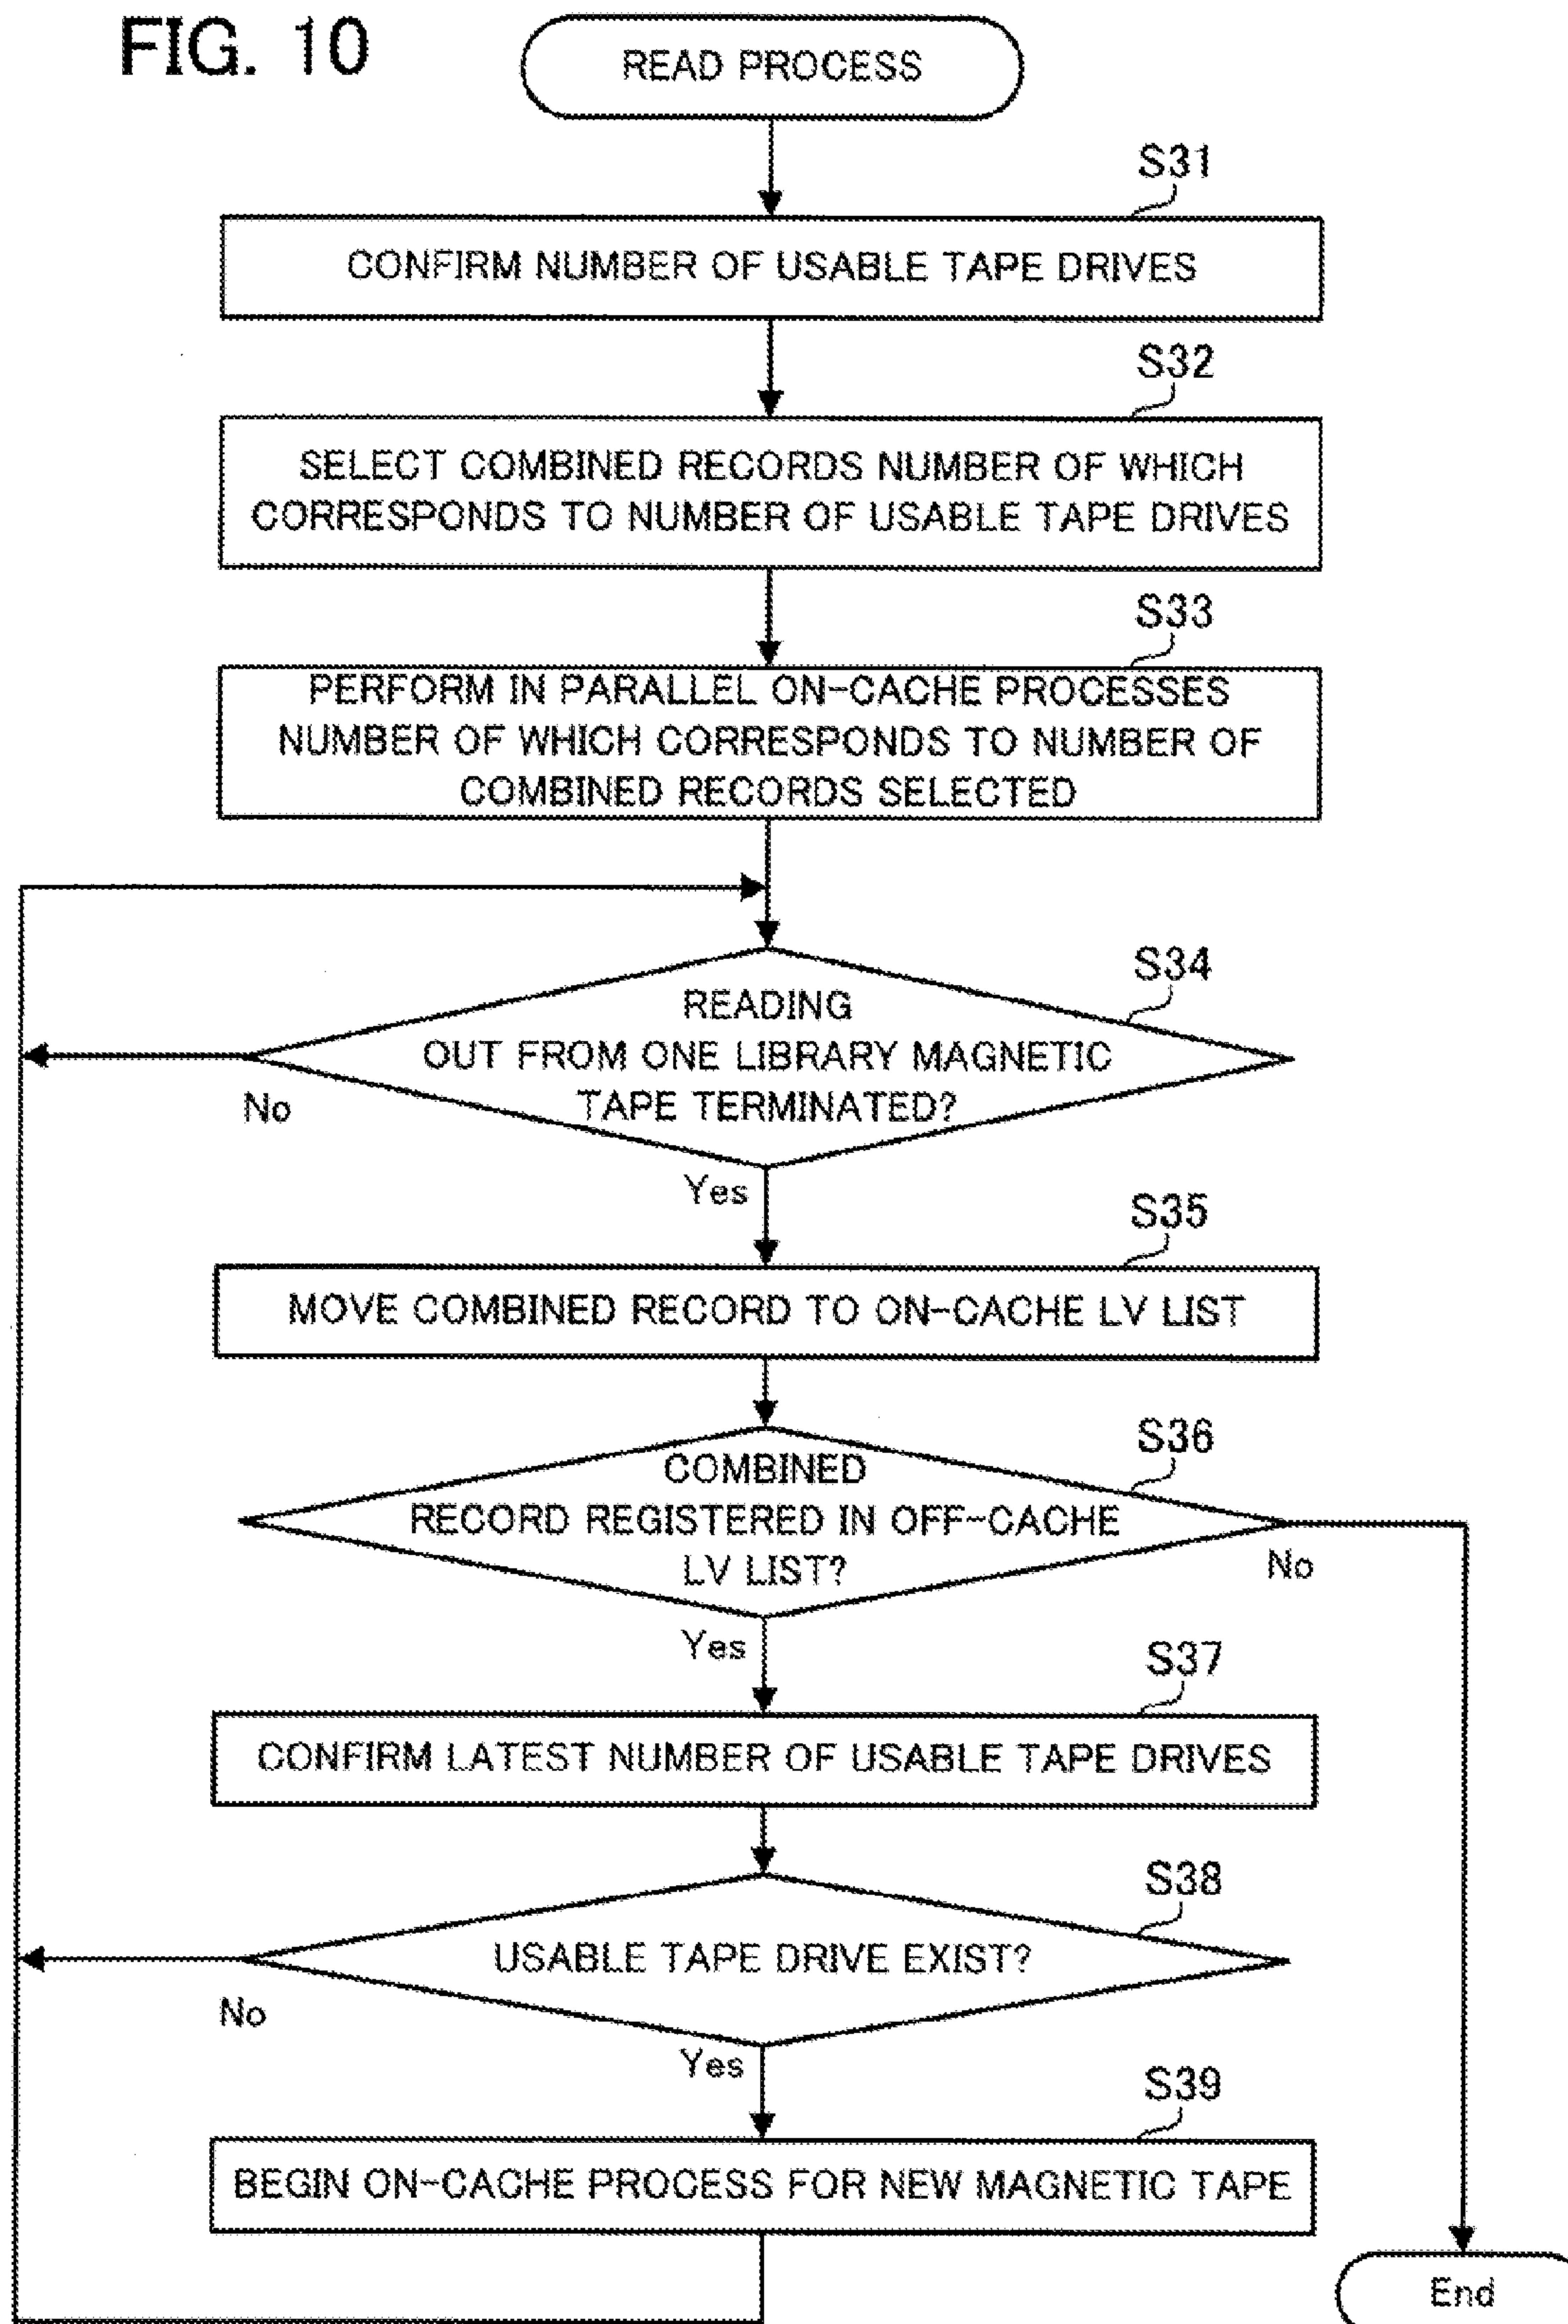 FIG. 10
READ PROCESS
S31
CONFIRM NUMBER OF USABLE TAPE DRIVES
S32
SELECT COMBINED RECORDS NUMBER OF WHICH
CORRESPONDS TO NUMBER OF USABLE TAPE DRIVES
S33
PERFORM IN PARALLEL ON-CACHE PROCESSES
NUMBER OF WHICH CORRESPONDS TO NUMBER OF
COMBINED RECORDS SELECTED
S34
READING
OUT FROM ONE LIBRARY MAGNETIC
TAPE TERMINATED?
No
Yes
S35
MOVE COMBINED RECORD TO ON-CACHE LV LIST
S36
COMBINED
RECORD REGISTERED IN OFF-CACHE
LV LIST?
No
Yes
S37
CONFIRM LATEST NUMBER OF USABLE TAPE DRIVES
S38
USABLE TAPE DRIVE EXIST?
No
Yes
S39
BEGIN ON-CACHE PROCESS FOR NEW MAGNETIC TAPE
End